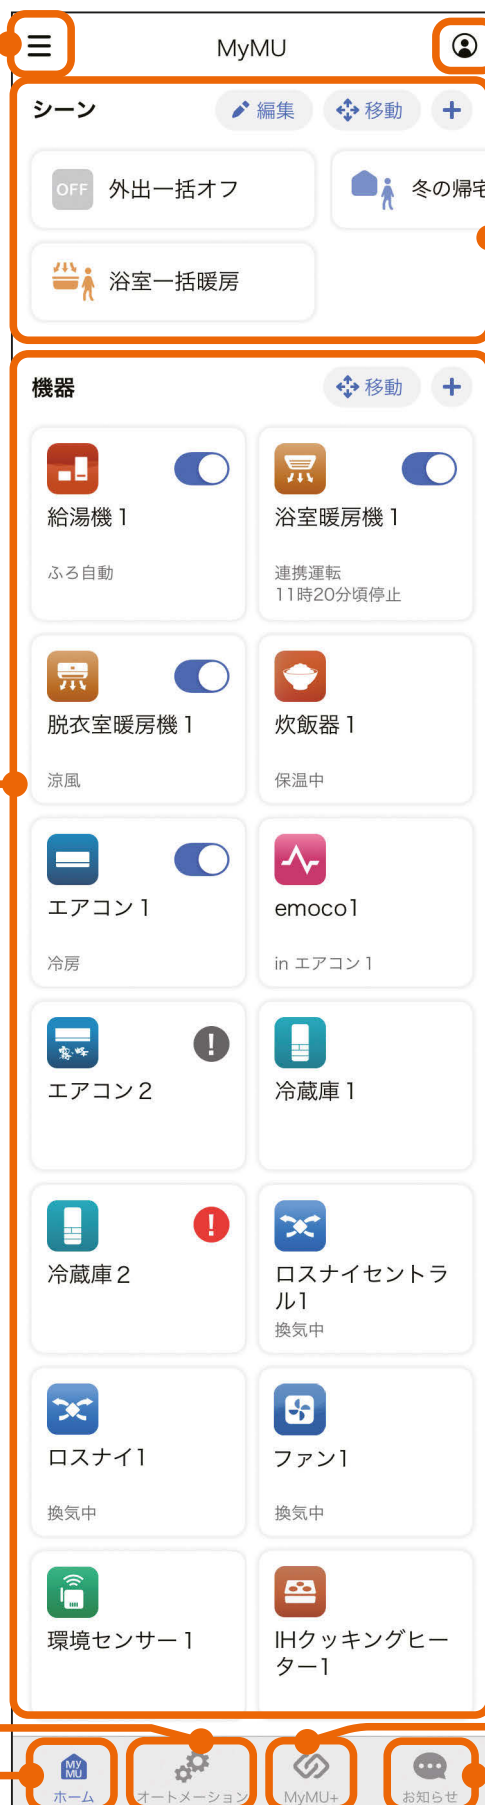 MyMU
シーン
編集
移動
OFF
外出一括オフ
冬の帰宅
浴室一括暖房
機器
移動
給湯機 1
ふろ自動
浴室暖房機 1
連携運転
11時20分頃停止
脱衣室暖房機 1
涼風
炊飯器 1
保温中
エアコン 1
冷房
emoco1
in エアコン 1
エアコン 2
冷蔵庫 1
冷蔵庫 2
ロスナイセントラ
ル1
換気中
ロスナイ1
換気中
ファン1
換気中
環境センサー 1
IHクッキングヒー
ター1
MY
MU
ホーム
オートメーション
MyMU+
お知らせ